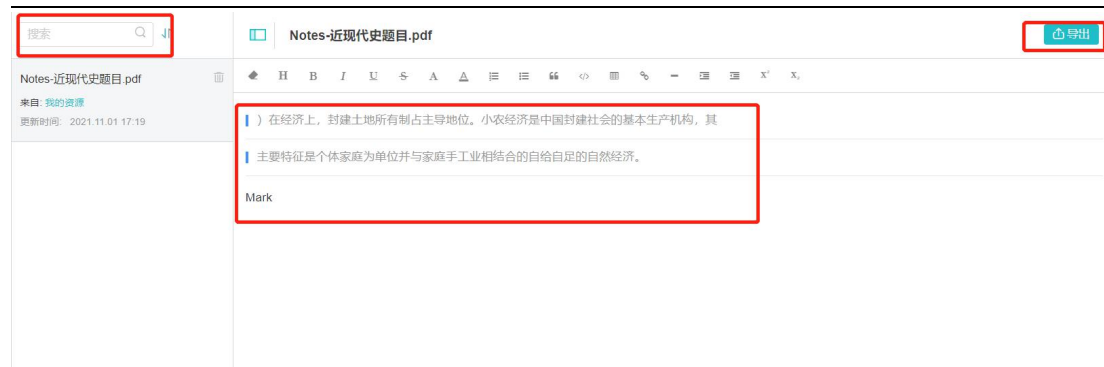 搜索
Notes-近现代史题目.pdf
导出
Notes-近现代史题目.pdf
来自: 我的资源
更新时间: 2021.11.01 17:19
H B I U S A A X² X₂
）在经济上，封建土地所有制占主导地位。小农经济是中国封建社会的基本生产机构，其
主要特征是个体家庭为单位并与家庭手工业相结合的自给自足的自然经济。
Mark